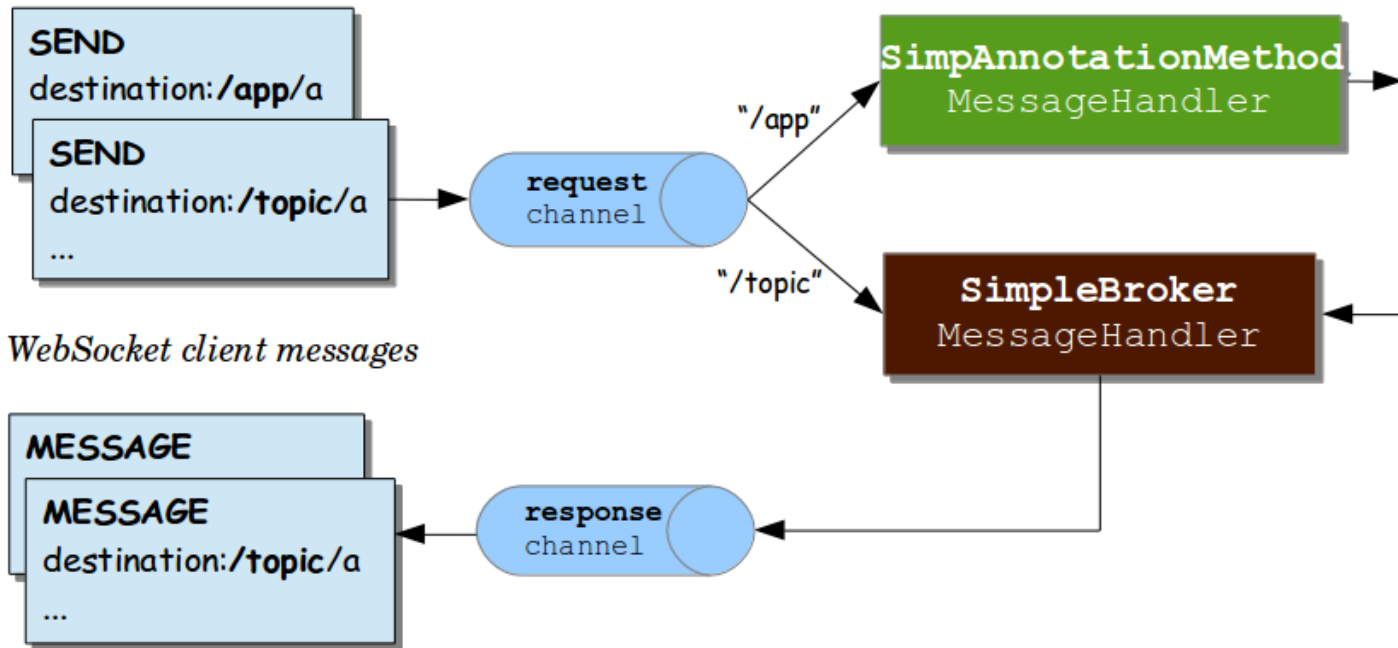 SEND
destination:/app/a
SEND
destination:/topic/a
...
request
channel
“/app”
“/topic”
SimpAnnotationMethod
MessageHandler
SimpleBroker
MessageHandler
WebSocket client messages
MESSAGE
MESSAGE
destination:/topic/a
...
response
channel